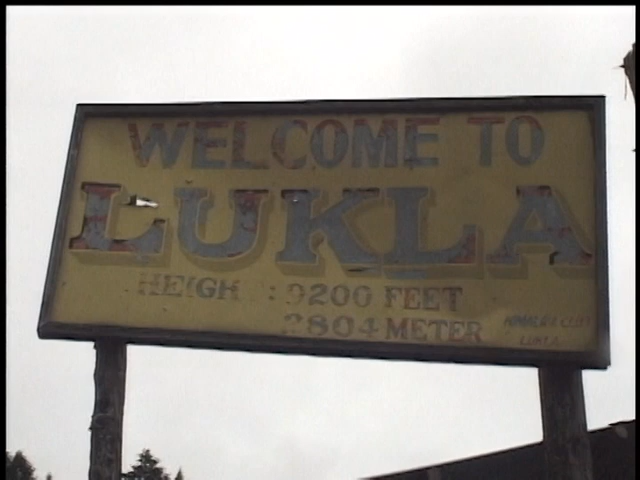 WELCOME TO
LUKLA
HEIGH : 9200 FEET
2804 METER
LUKLA